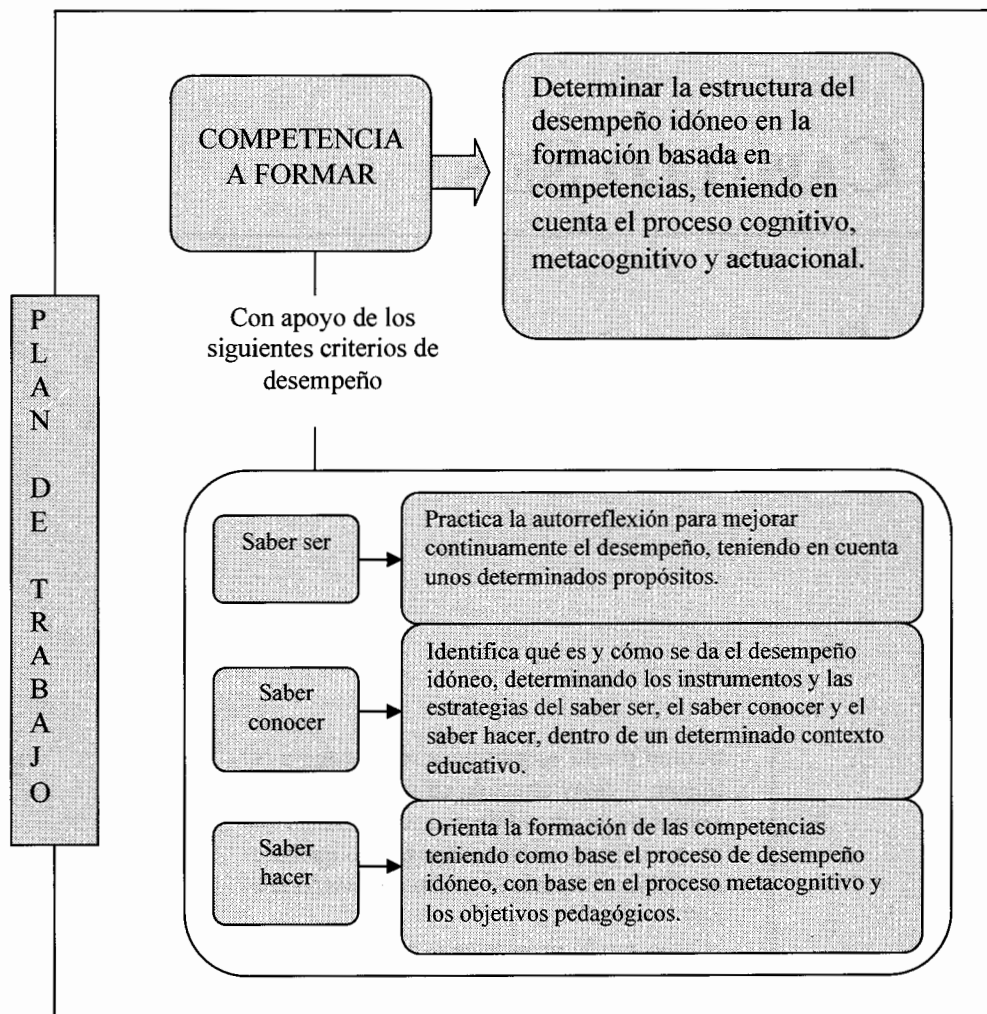 COMPETENCIA
A FORMAR
Determinar la estructura del
desempeño idóneo en la
formación basada en
competencias, teniendo en
cuenta el proceso cognitivo,
metacognitivo y actuacional.
Con apoyo de los
siguientes criterios de
desempeño
PLAN DE TRABAJO
Saber ser
Practica la autorreflexión para mejorar
continuamente el desempeño, teniendo en cuenta
unos determinados propósitos.
Saber
conocer
Identifica qué es y cómo se da el desempeño
idóneo, determinando los instrumentos y las
estrategias del saber ser, el saber conocer y el
saber hacer, dentro de un determinado contexto
educativo.
Saber
hacer
Orienta la formación de las competencias
teniendo como base el proceso de desempeño
idóneo, con base en el proceso metacognitivo y
los objetivos pedagógicos.